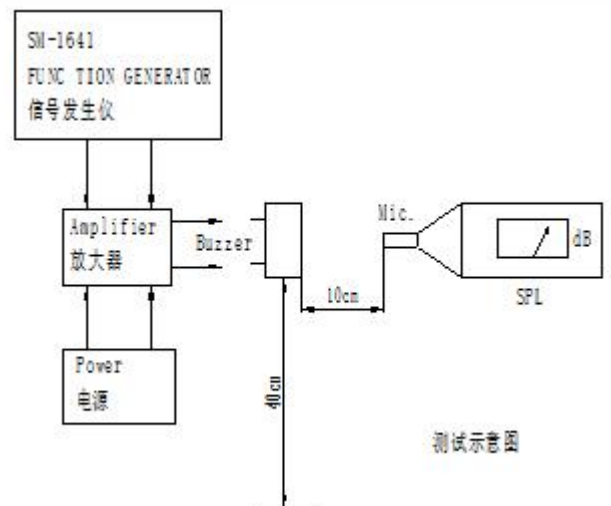 SM-1641
FUNC TION GENERATOR
信号发生仪
Amplifier
放大器
Buzzer
Mic.
dB
SPL
10cm
Power
电源
40cm
测试示意图